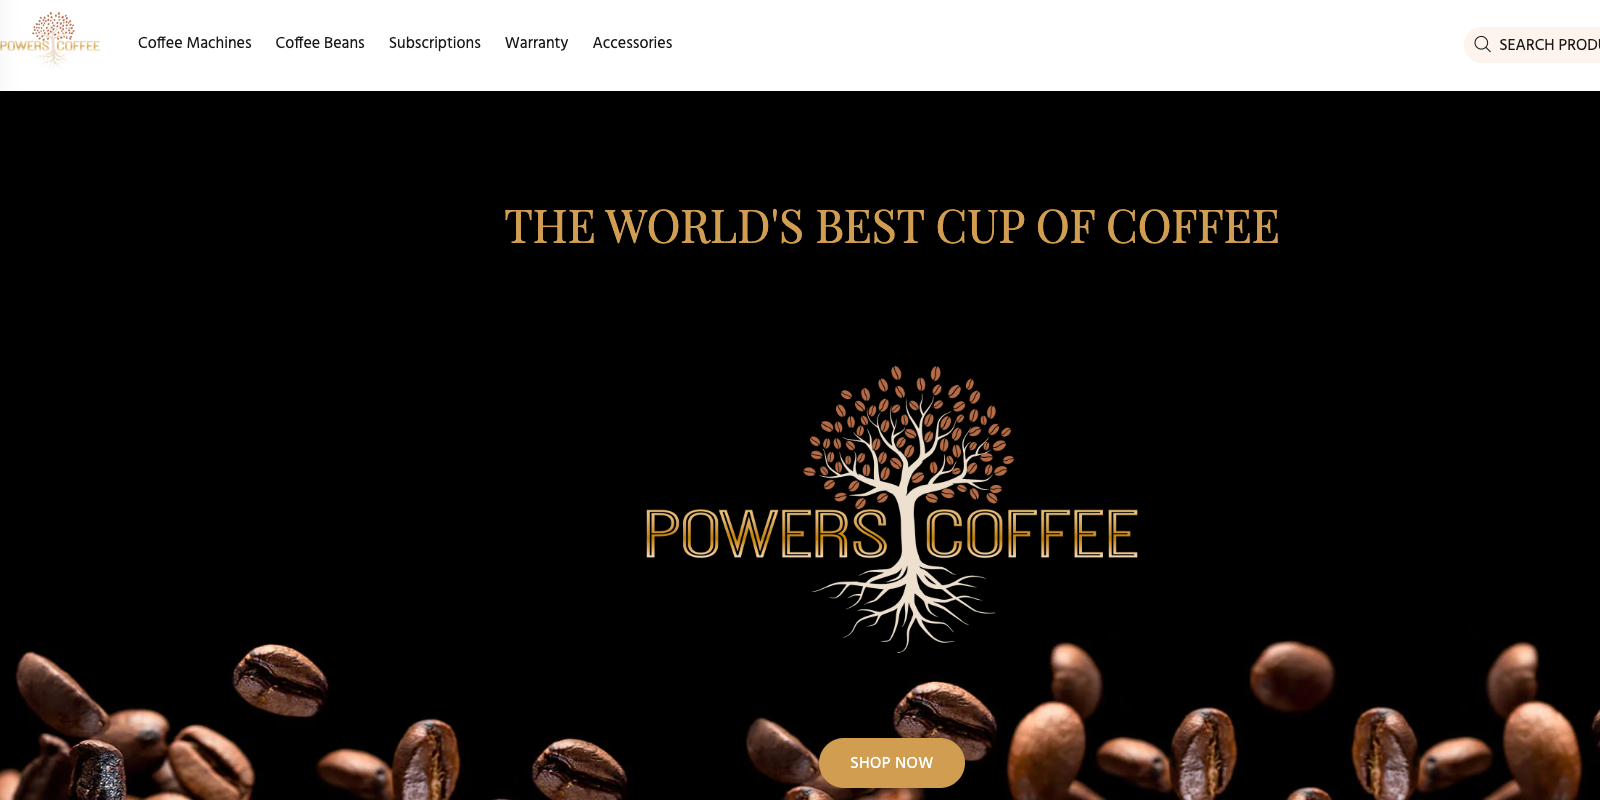 POWERS COFFEE
Coffee Machines
Coffee Beans
Subscriptions
Warranty
Accessories
SEARCH PRODU
THE WORLD'S BEST CUP OF COFFEE
POWERS COFFEE
SHOP NOW